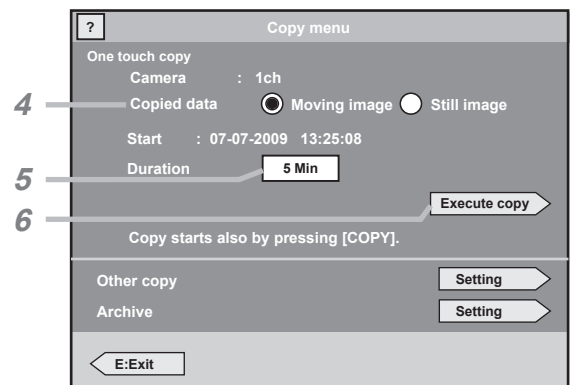 ? Copy menu
One touch copy
Camera : 1ch
4 Copied data Moving image Still image
Start : 07-07-2009 13:25:08
5 Duration 5 Min
6 Execute copy
Copy starts also by pressing [COPY].
Other copy Setting
Archive Setting
E:Exit